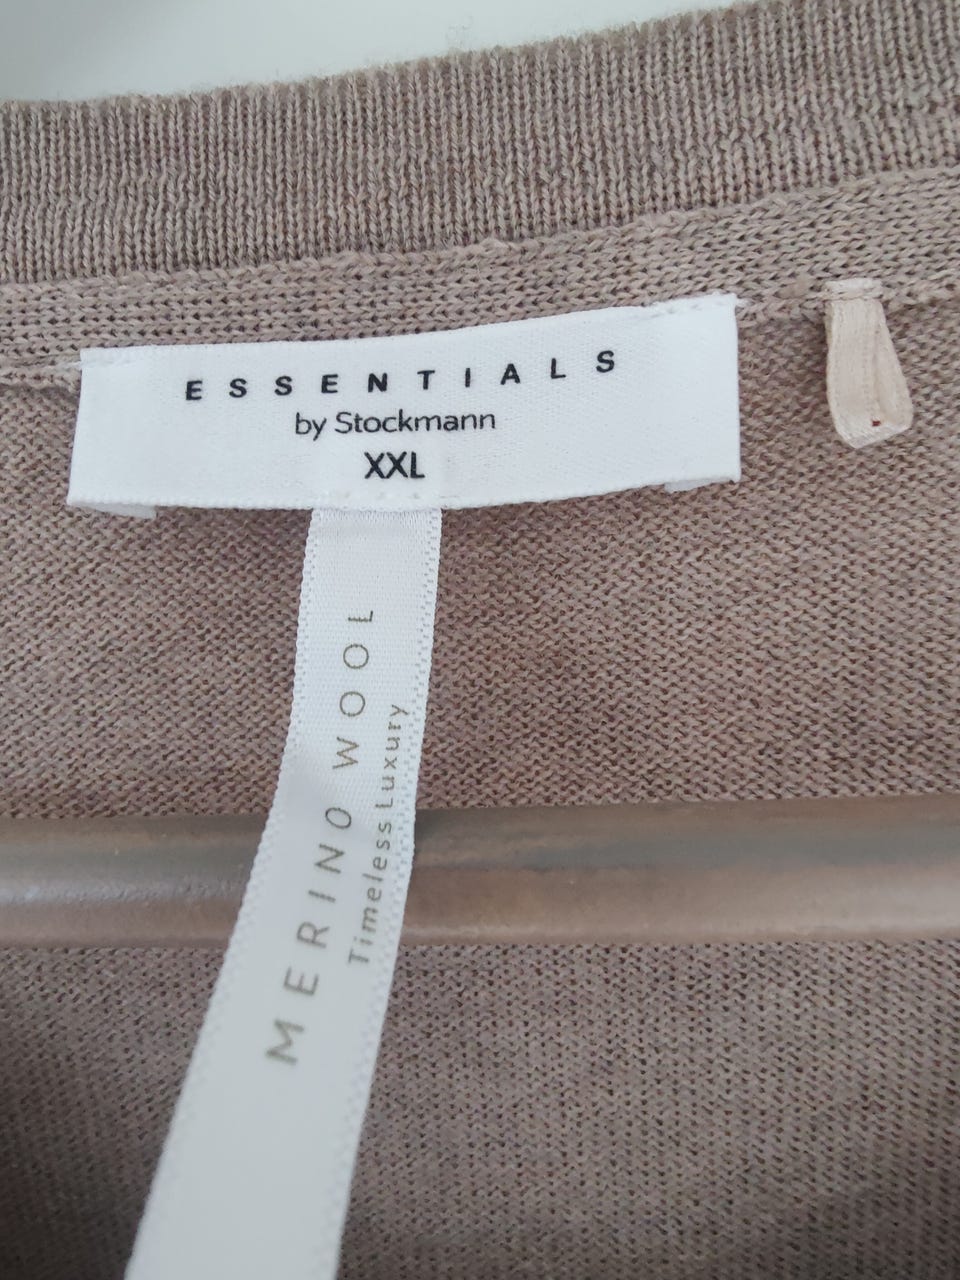 ESSENTIALS
by Stockmann
XXL
MERINO WOOL
Timeless Luxury